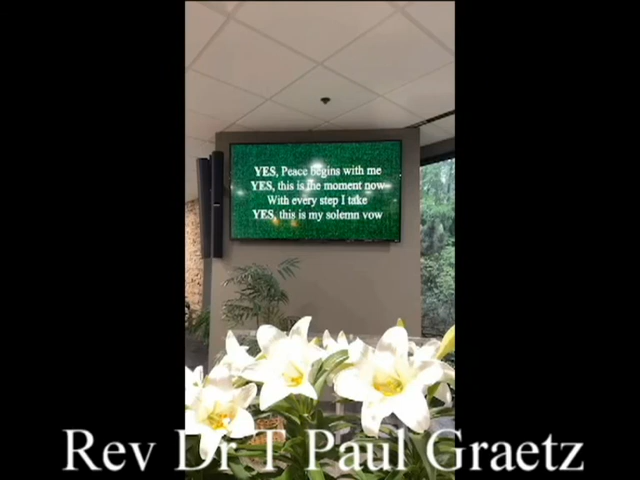 YES, Peace begins with me
YES, this is the moment now
With every step I take
YES, this is my solemn vow
Rev Dr T Paul Graetz